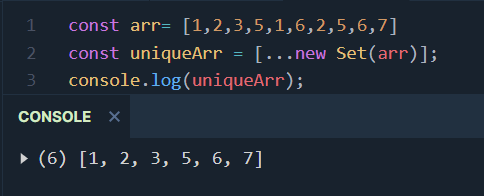 1 const arr= [1,2,3,5,1,6,2,5,6,7]
2 const uniqueArr = [...new Set(arr)];
3 console.log(uniqueArr);
CONSOLE ×
▶ (6) [1, 2, 3, 5, 6, 7]